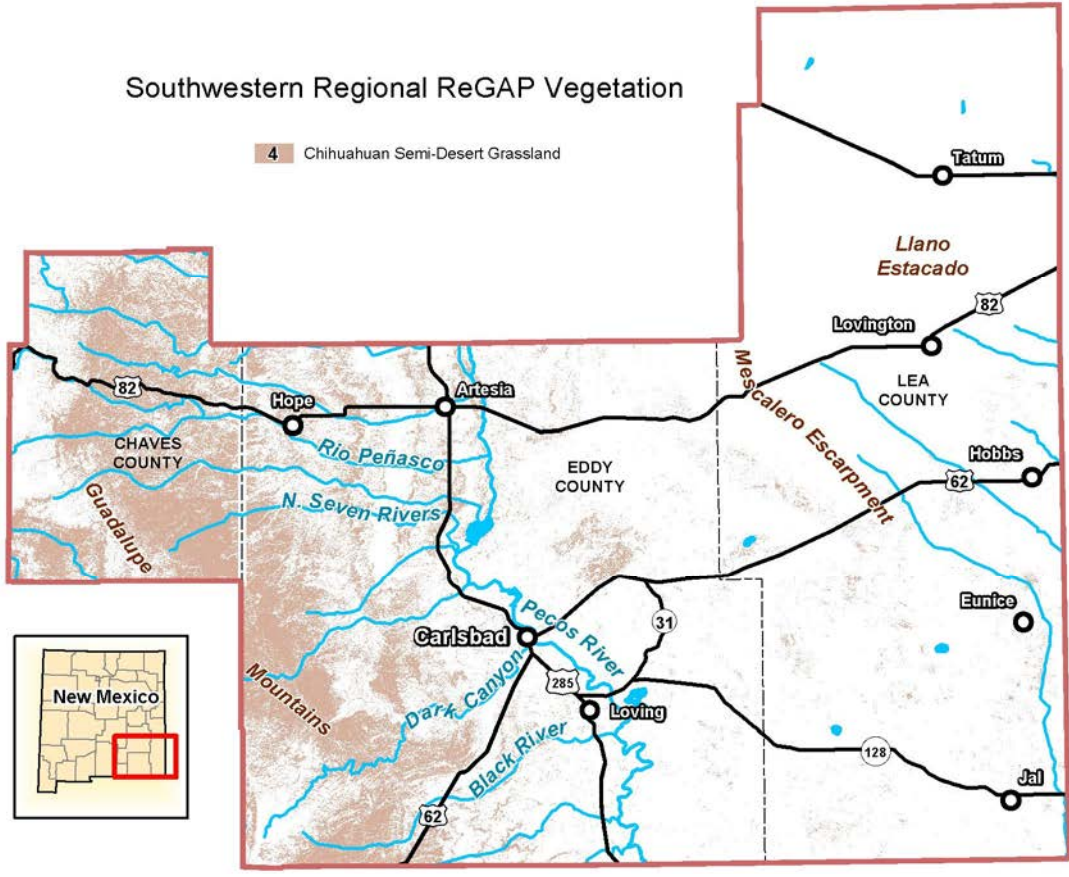 Southwestern Regional ReGAP Vegetation
4 Chihuahuan Semi-Desert Grassland
Tatum
Llano
Estacado
82
Lovington
LEA
COUNTY
Mescalero Escarpment
Hobbs
62
82
Hope
Artesia
CHAVES
COUNTY
Rio Peñasco
EDDY
COUNTY
Guadalupe
N. Seven Rivers
Eunice
Pecos River
31
Carlsbad
285
Mountains
Dark Canyon
Loving
New Mexico
Black River
128
Jal
62